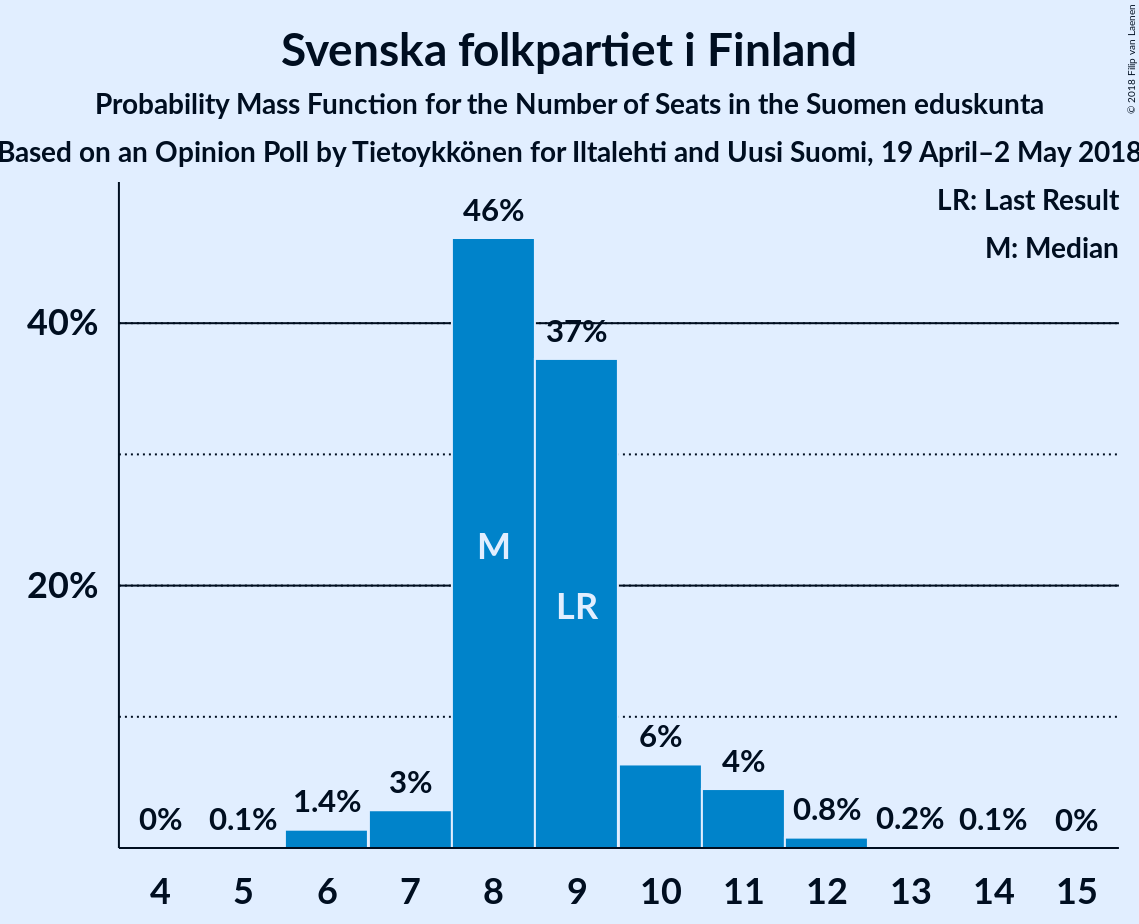 Svenska folkpartiet i Finland
Probability Mass Function for the Number of Seats in the Suomen eduskunta
Based on an Opinion Poll by Tietoykkönen for Iltalehti and Uusi Suomi, 19 April–2 May 2018
© 2018 Filip van Laenen
LR: Last Result
M: Median
46%
40%
37%
M
20%
LR
6%
4%
3%
1.4%
0.8%
0% 0.1% 0.2% 0.1% 0%
4 5 6 7 8 9 10 11 12 13 14 15